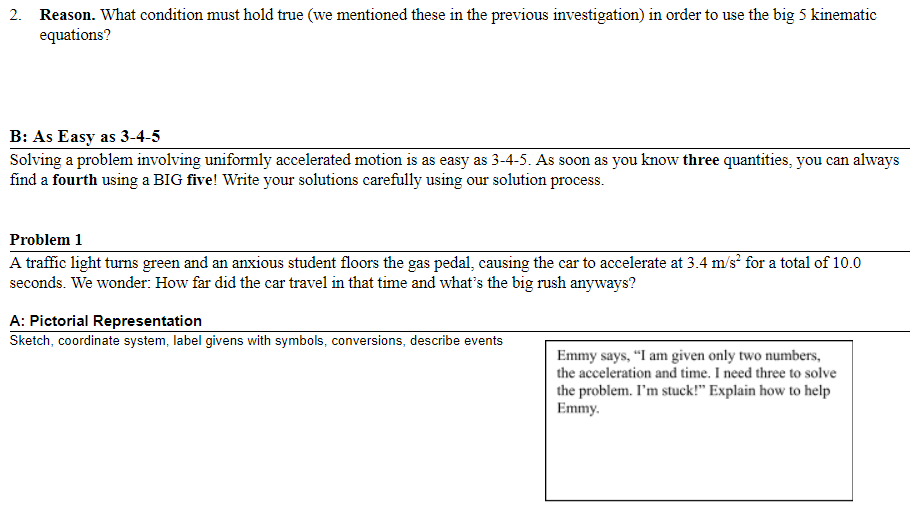 2. Reason. What condition must hold true (we mentioned these in the previous investigation) in order to use the big 5 kinematic
equations?
B: As Easy as 3-4-5
Solving a problem involving uniformly accelerated motion is as easy as 3-4-5. As soon as you know three quantities, you can always
find a fourth using a BIG five! Write your solutions carefully using our solution process.
Problem 1
A traffic light turns green and an anxious student floors the gas pedal, causing the car to accelerate at 3.4 m/s² for a total of 10.0
seconds. We wonder: How far did the car travel in that time and what's the big rush anyways?
A: Pictorial Representation
Sketch, coordinate system, label givens with symbols, conversions, describe events
Emmy says, "I am given only two numbers,
the acceleration and time. I need three to solve
the problem. I'm stuck!" Explain how to help
Emmy.